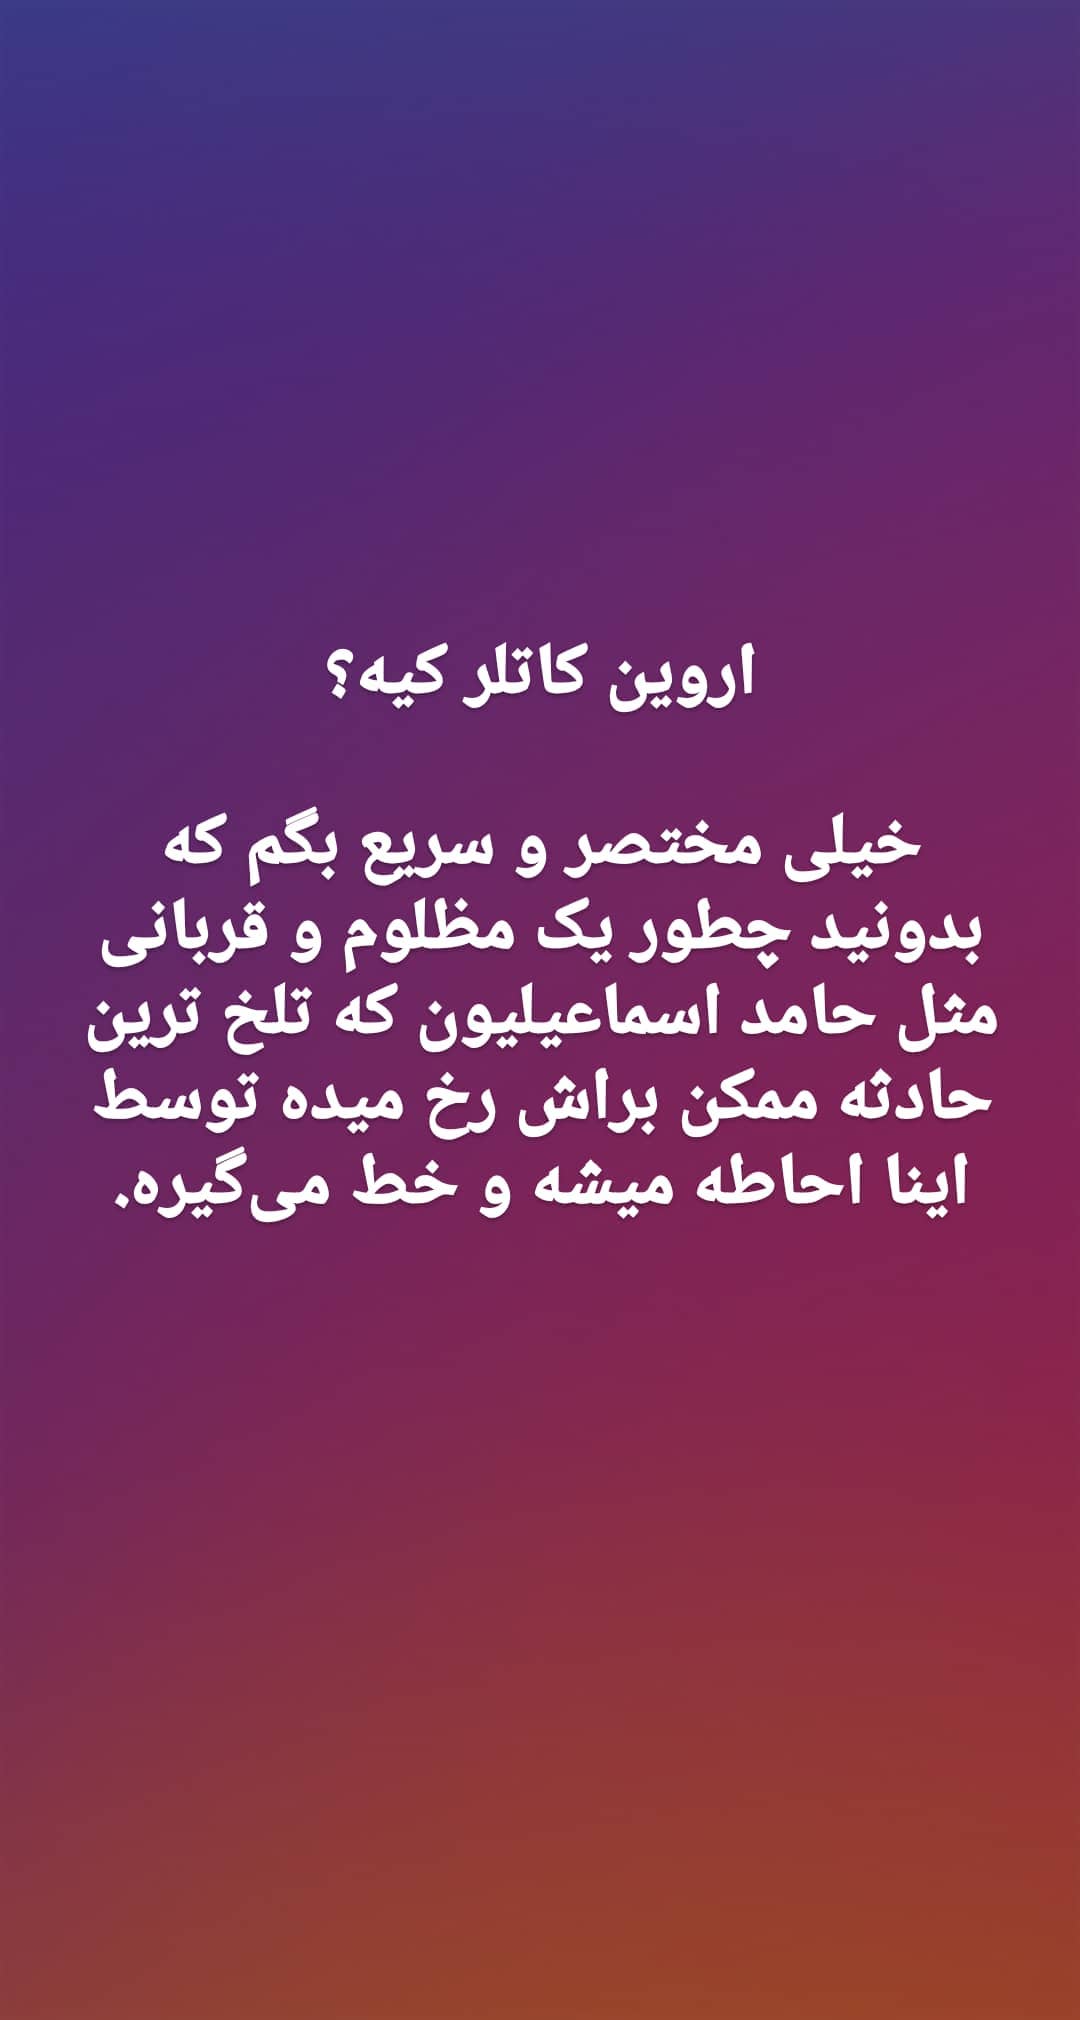 اروین کاتلر کیه؟
خیلی مختصر و سریع بگم که
بدونید چطور یک مظلوم و قربانی
مثل حامد اسماعیلیون که تلخ ترین
حادثه ممکن براش رخ میده توسط
اینا احاطه میشه و خط می‌گیره.